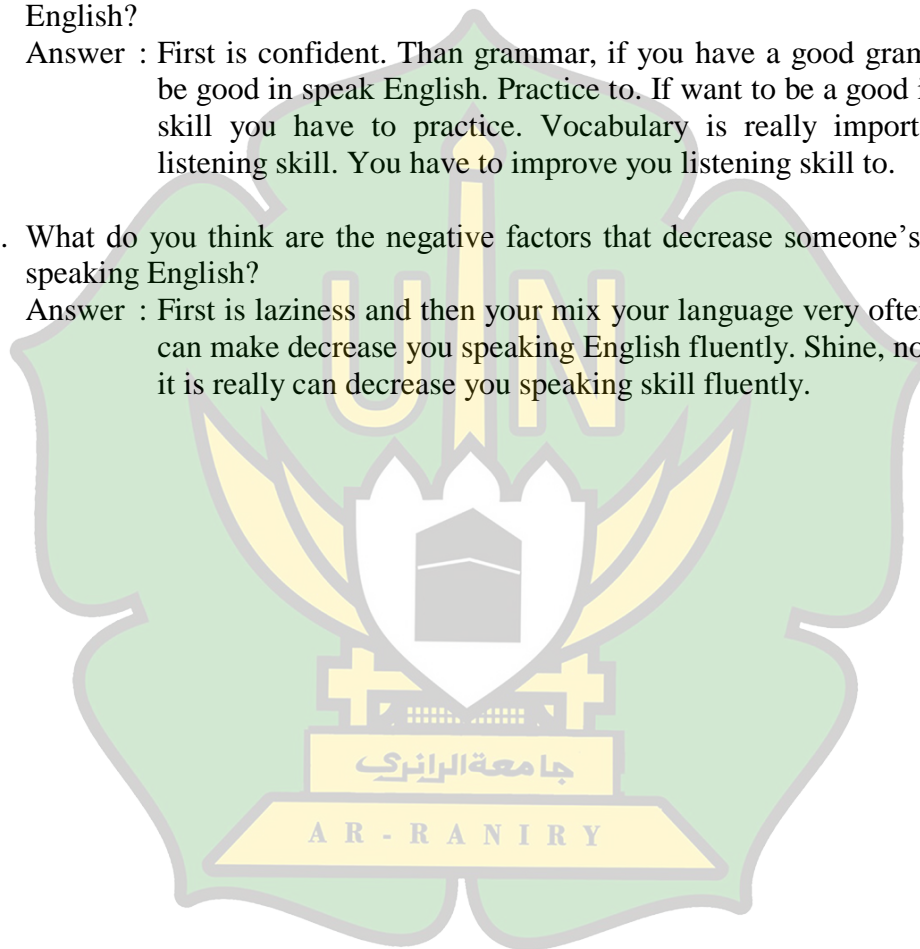 English?
Answer : First is confident. Than grammar, if you have a good gram
be good in speak English. Practice to. If want to be a good
skill you have to practice. Vocabulary is really import
listening skill. You have to improve you listening skill to.
. What do you think are the negative factors that decrease someone’s
speaking English?
Answer : First is laziness and then your mix your language very ofte
can make decrease you speaking English fluently. Shine, no
it is really can decrease you speaking skill fluently.
UIN
جامعةالرانري
AR-RANIRY